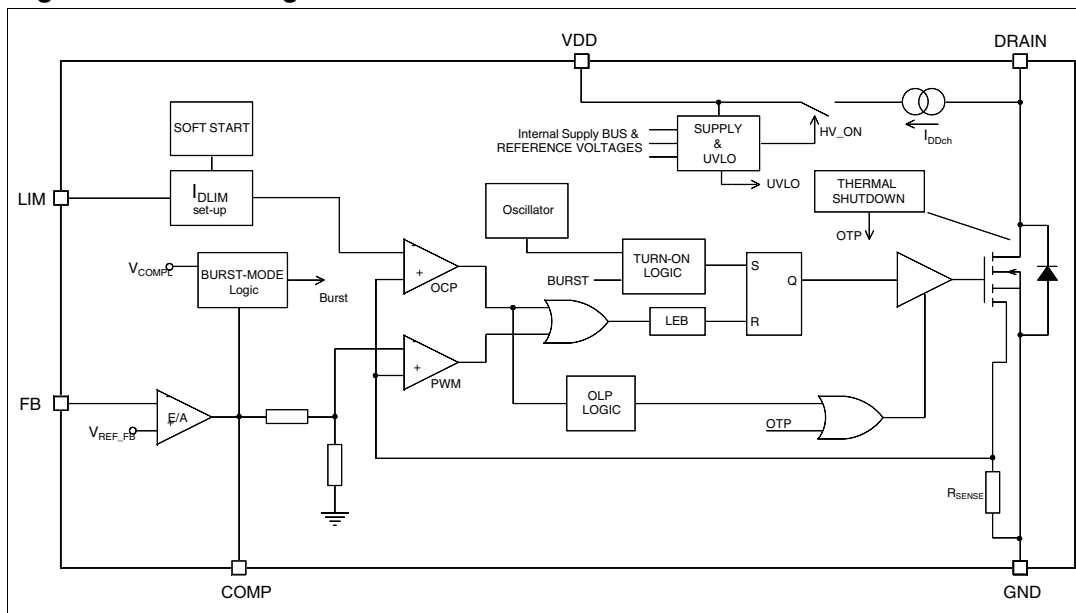 VDD
DRAIN
SOFT START
Internal Supply BUS &
REFERENCE VOLTAGES
SUPPLY
&
UVLO
HV_ON
IDDch
LIM
IDLIM
set-up
UVLO
THERMAL
SHUTDOWN
Oscillator
OTP
VCOMPL
BURST-MODE
Logic
Burst
-
+
OCP
BURST
TURN-ON
LOGIC
S
Q
R
LEB
-
+
PWM
FB
-
E/A
+
VREF_FB
OLP
LOGIC
OTP
RSENSE
COMP
GND